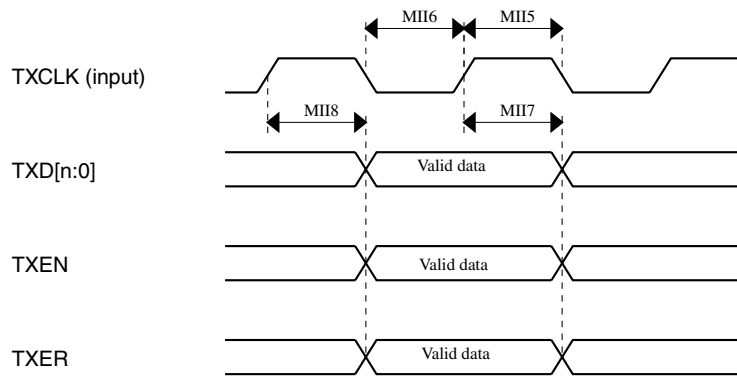 MII6 MII5
TXCLK (input)
MII8 MII7
TXD[n:0] Valid data
TXEN Valid data
TXER Valid data